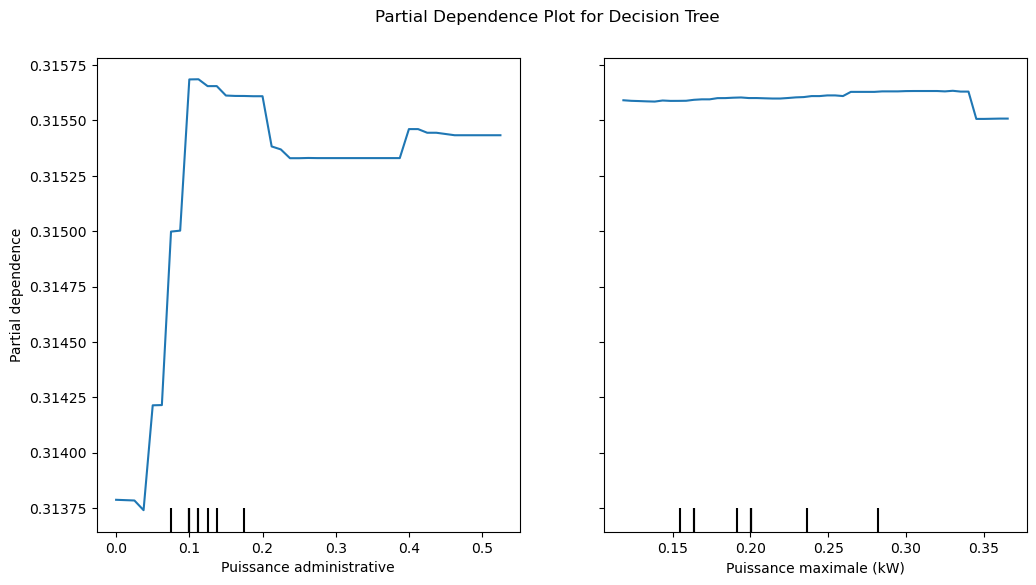 Partial Dependence Plot for Decision Tree
Partial dependence
0.31575
0.31550
0.31525
0.31500
0.31475
0.31450
0.31425
0.31400
0.31375
0.0 0.1 0.2 0.3 0.4 0.5
Puissance administrative
0.15 0.20 0.25 0.30 0.35
Puissance maximale (kW)